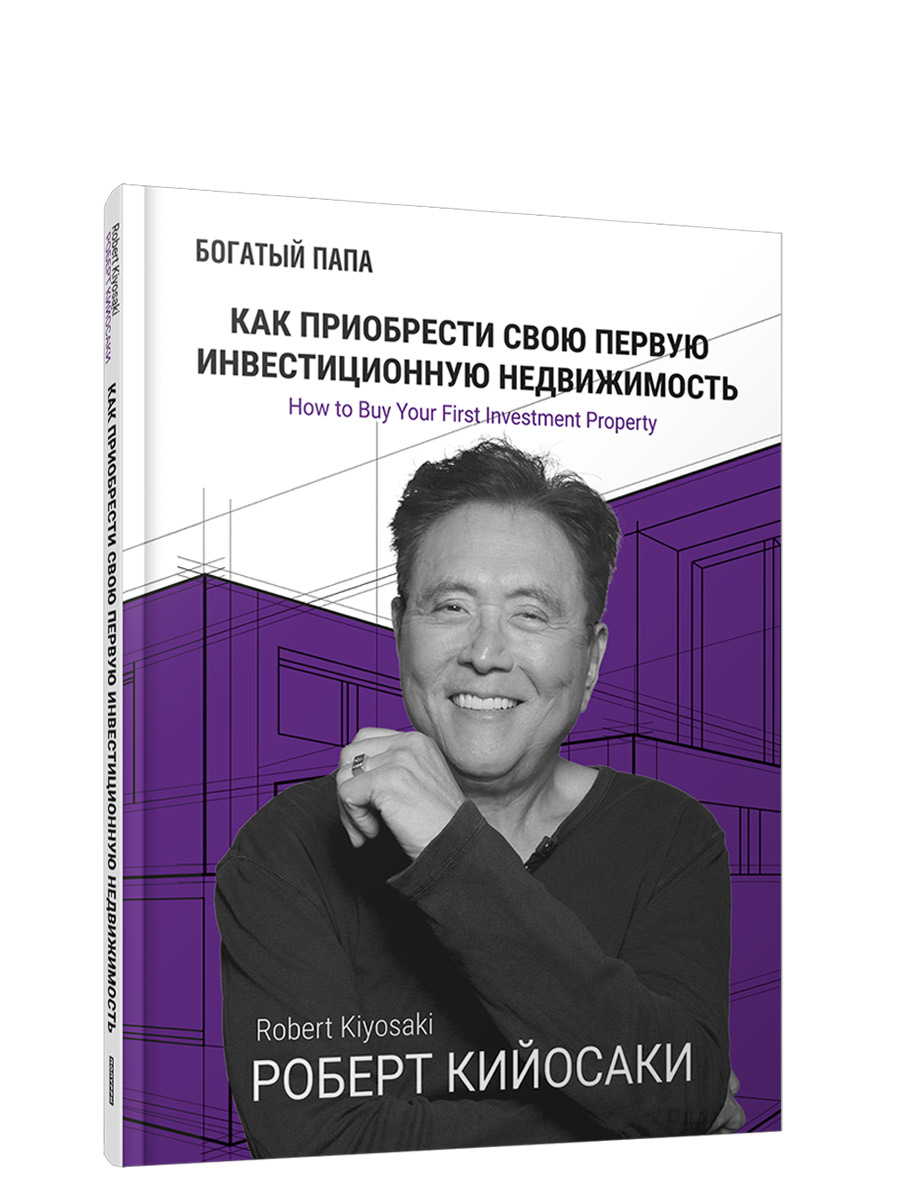 БОГАТЫЙ ПАПА
КАК ПРИОБРЕСТИ СВОЮ ПЕРВУЮ
ИНВЕСТИЦИОННУЮ НЕДВИЖИМОСТЬ
How to Buy Your First Investment Property
Robert Kiyosaki
РОБЕРТ КИЙОСАКИ
Robert Kiyosaki
РОБЕРТ КИЙОСАКИ
КАК ПРИОБРЕСТИ СВОЮ ПЕРВУЮ ИНВЕСТИЦИОННУЮ НЕДВИЖИМОСТЬ